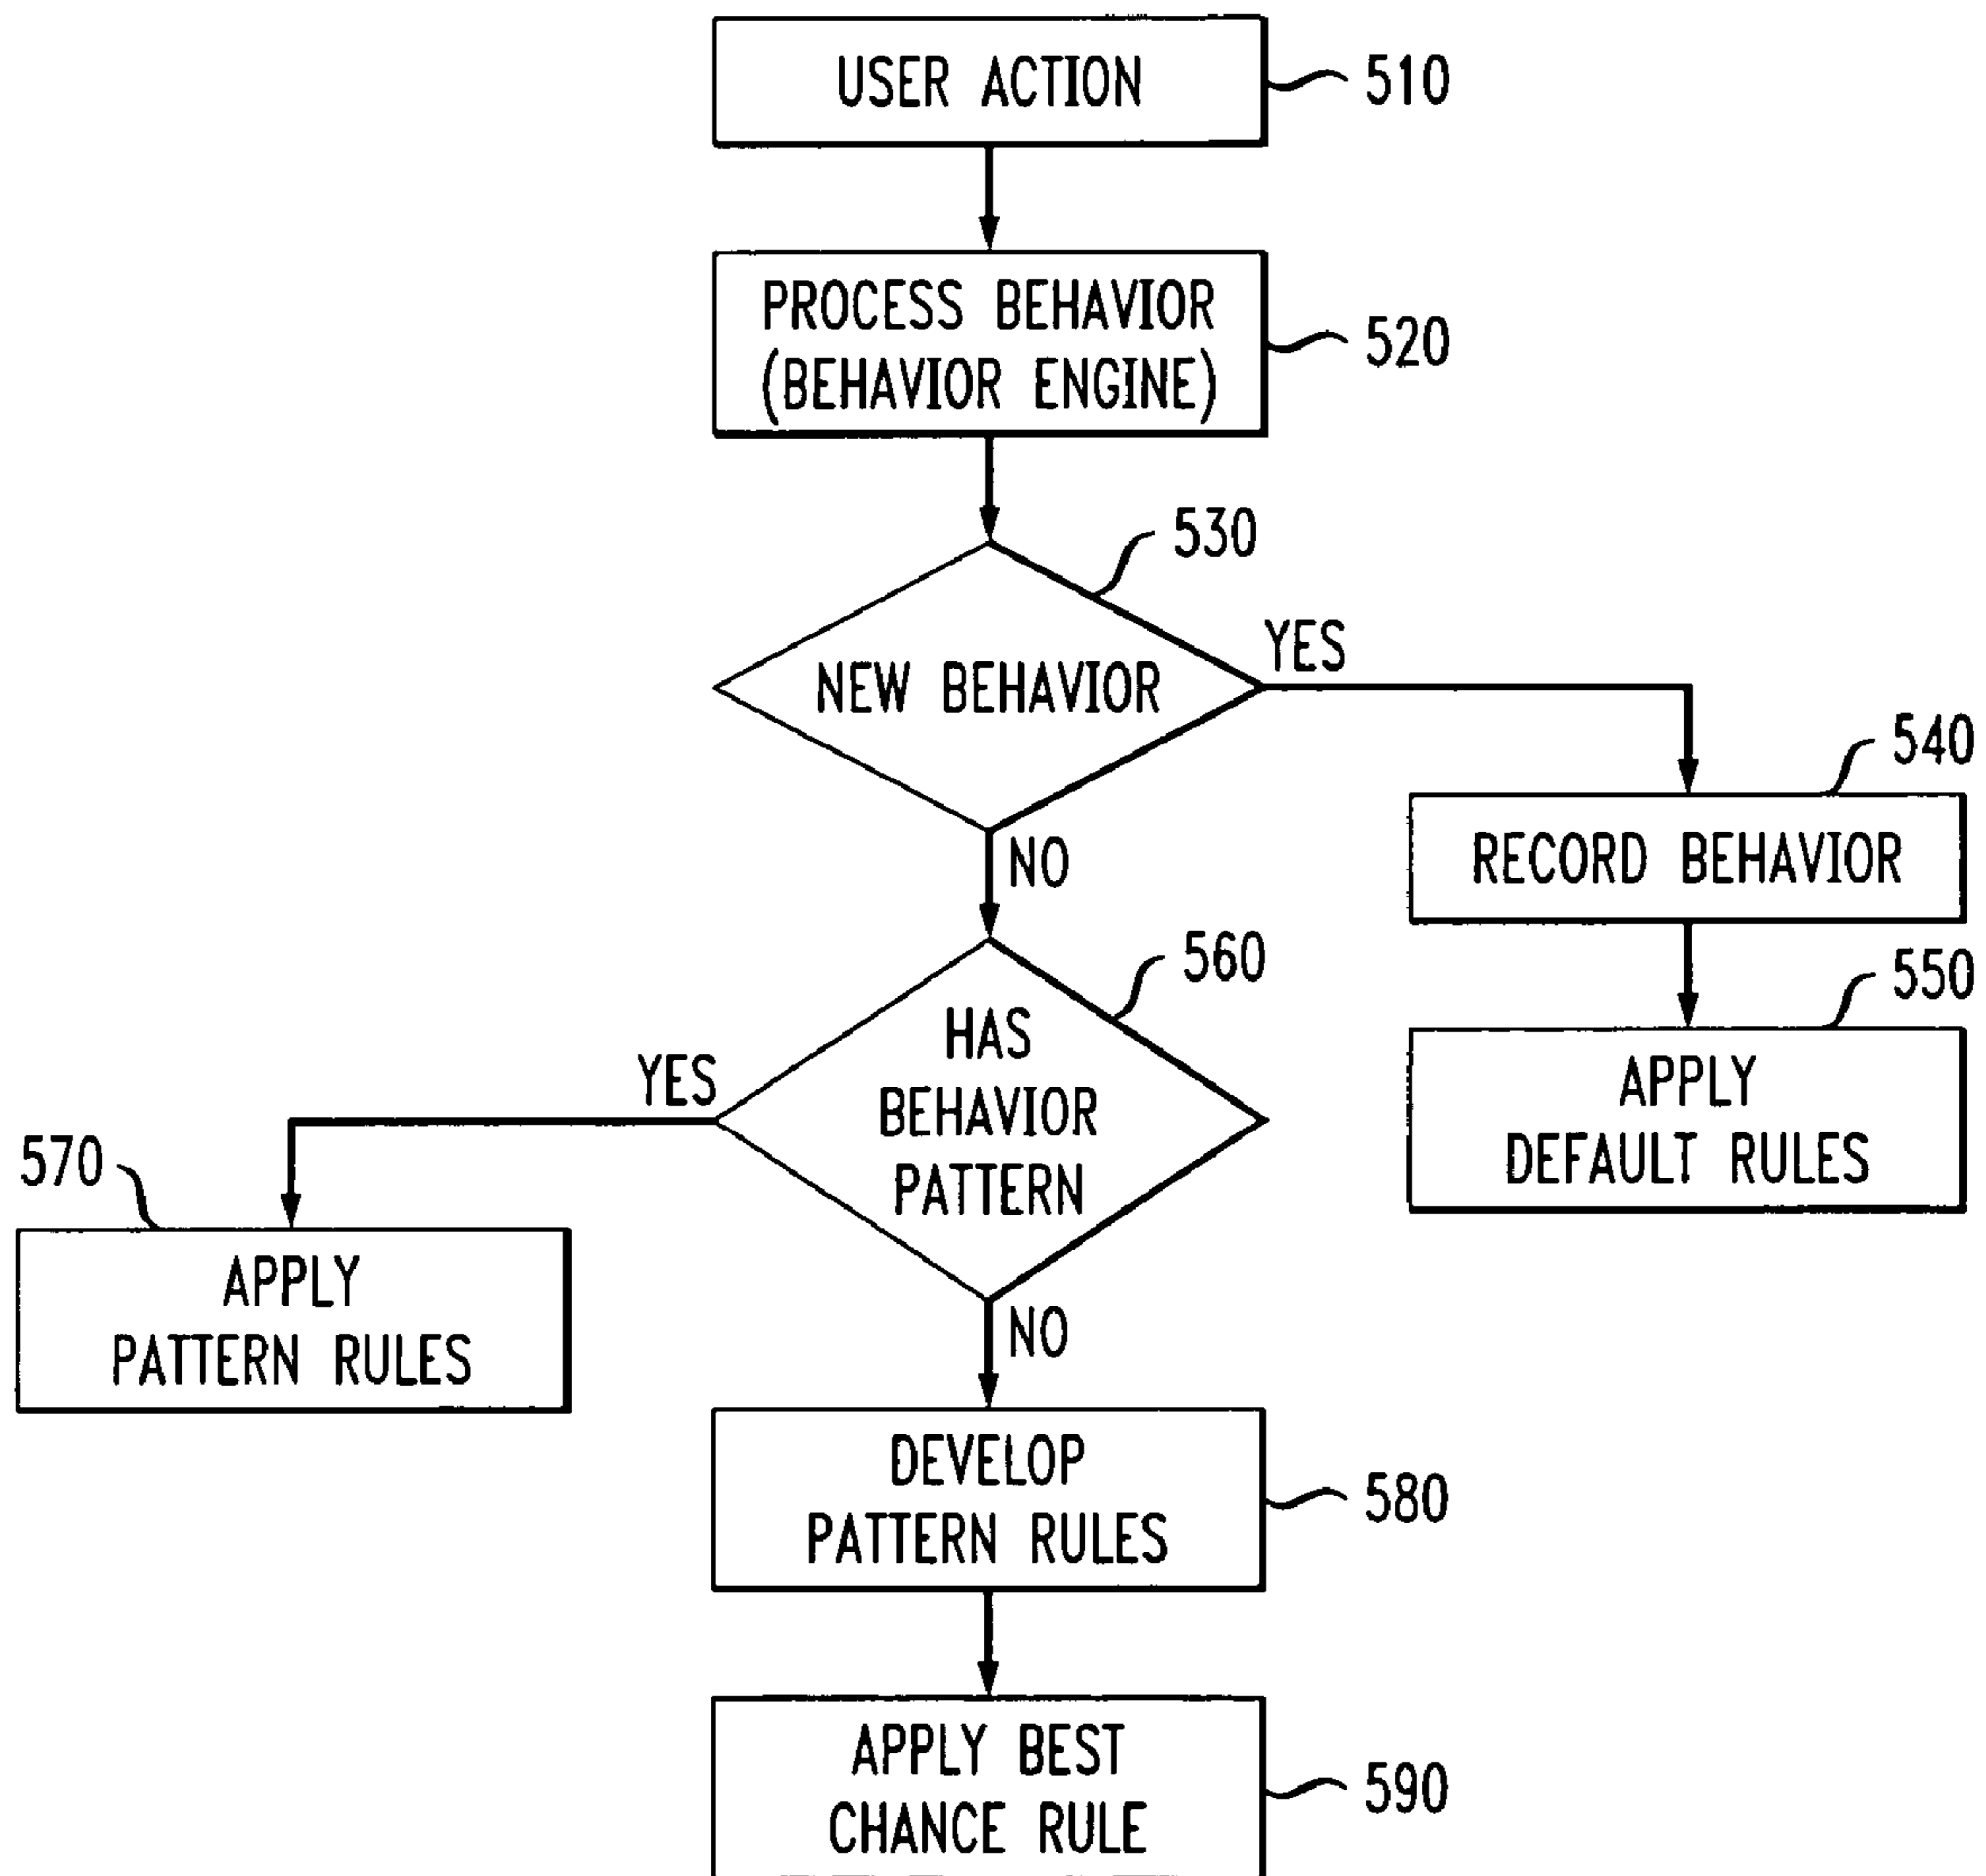 USER ACTION
510
PROCESS BEHAVIOR
(BEHAVIOR ENGINE)
520
530
NEW BEHAVIOR
YES
NO
540
RECORD BEHAVIOR
550
APPLY
DEFAULT RULES
560
HAS
BEHAVIOR
PATTERN
YES
NO
570
APPLY
PATTERN RULES
DEVELOP
PATTERN RULES
580
APPLY BEST
CHANCE RULE
590